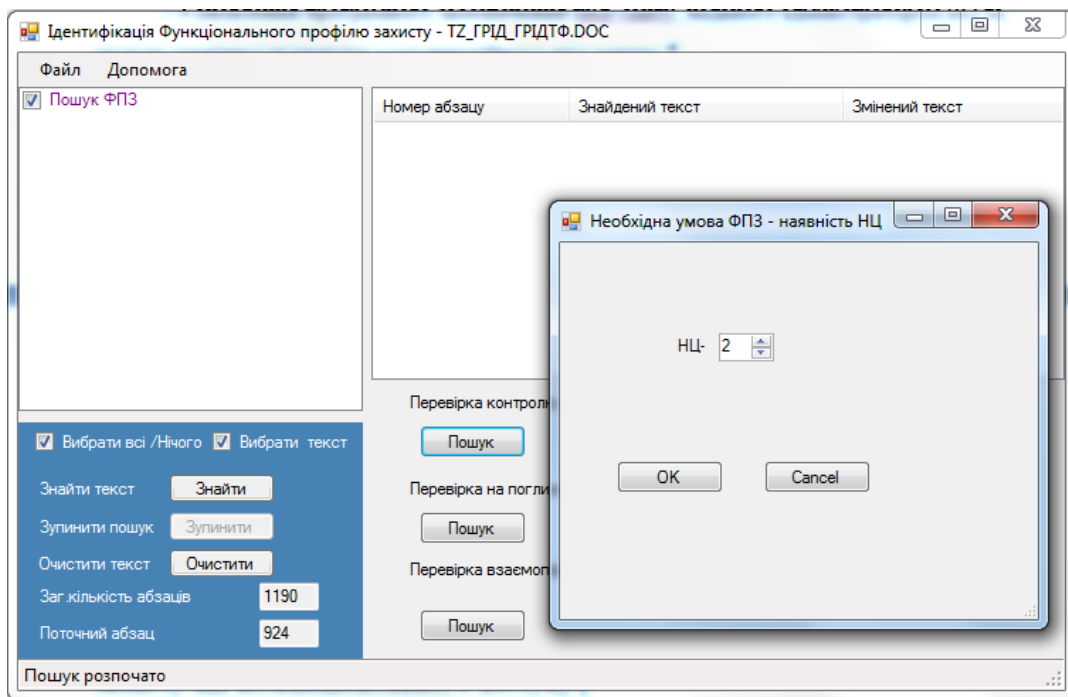 Ідентифікація Функціонального профілю захисту - TZ_ГРІД_ГРІДТФ.DOC
Файл Допомога
Пошук ФПЗ
Номер абзацу Знайдений текст Змінений текст
Необхідна умова ФПЗ - наявність НЦ
НЦ- 2
OK Cancel
Перевірка контроль
Пошук
Перевірка на погли
Пошук
Перевірка взаємоп
Пошук
Вибрати всі /Нічого Вибрати текст
Знайти текст Знайти
Зупинити пошук Зупинити
Очистити текст Очистити
Заг.кількість абзаців 1190
Поточний абзац 924
Пошук розпочато